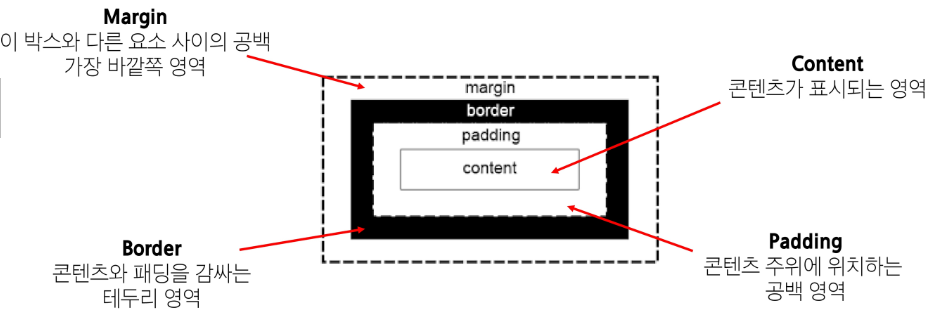 Margin
이 박스와 다른 요소 사이의 공백
가장 바깥쪽 영역
Content
콘텐츠가 표시되는 영역
margin
border
padding
content
Border
콘텐츠와 패딩을 감싸는
테두리 영역
Padding
콘텐츠 주위에 위치하는
공백 영역